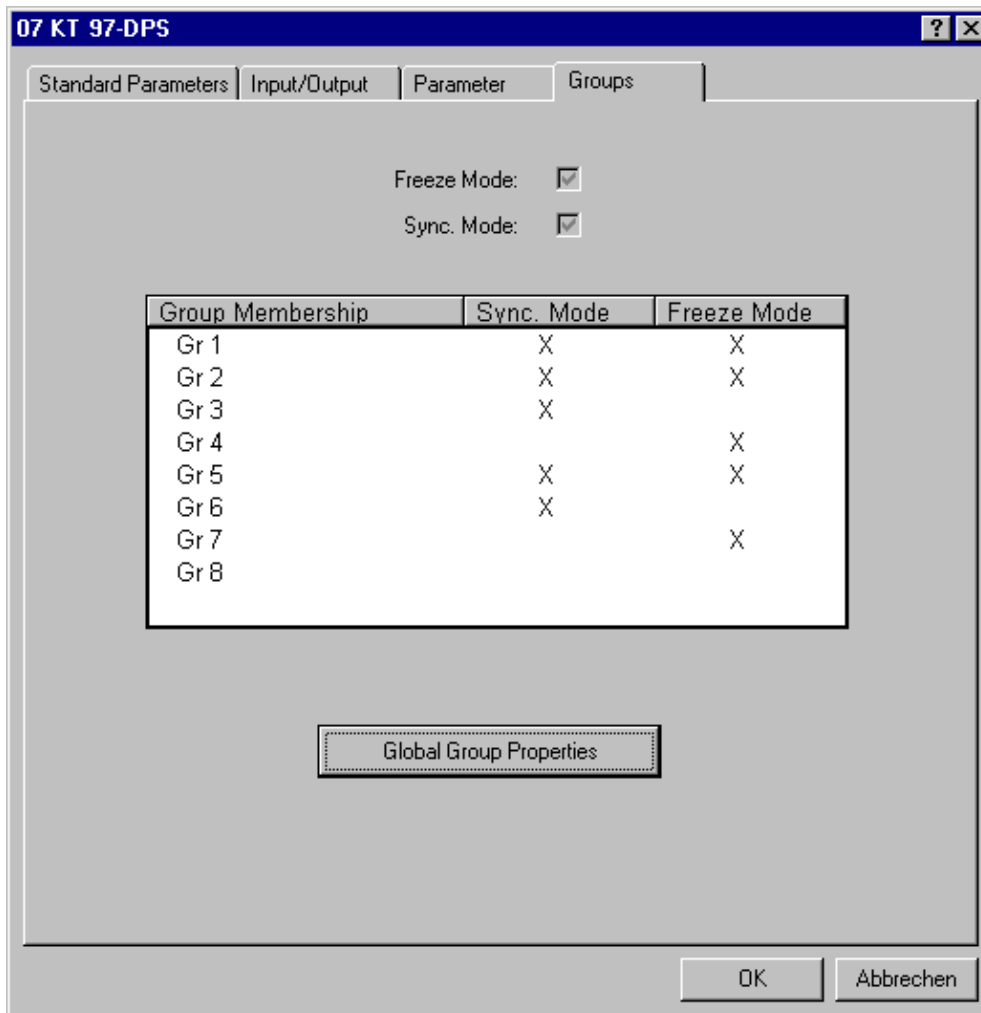 07 KT 97-DPS
Standard Parameters Input/Output Parameter Groups
Freeze Mode:
Sync. Mode:
Group Membership Sync. Mode Freeze Mode
Gr 1 X X
Gr 2 X X
Gr 3 X
Gr 4 X
Gr 5 X X
Gr 6 X
Gr 7 X
Gr 8
Global Group Properties
OK Abbrechen